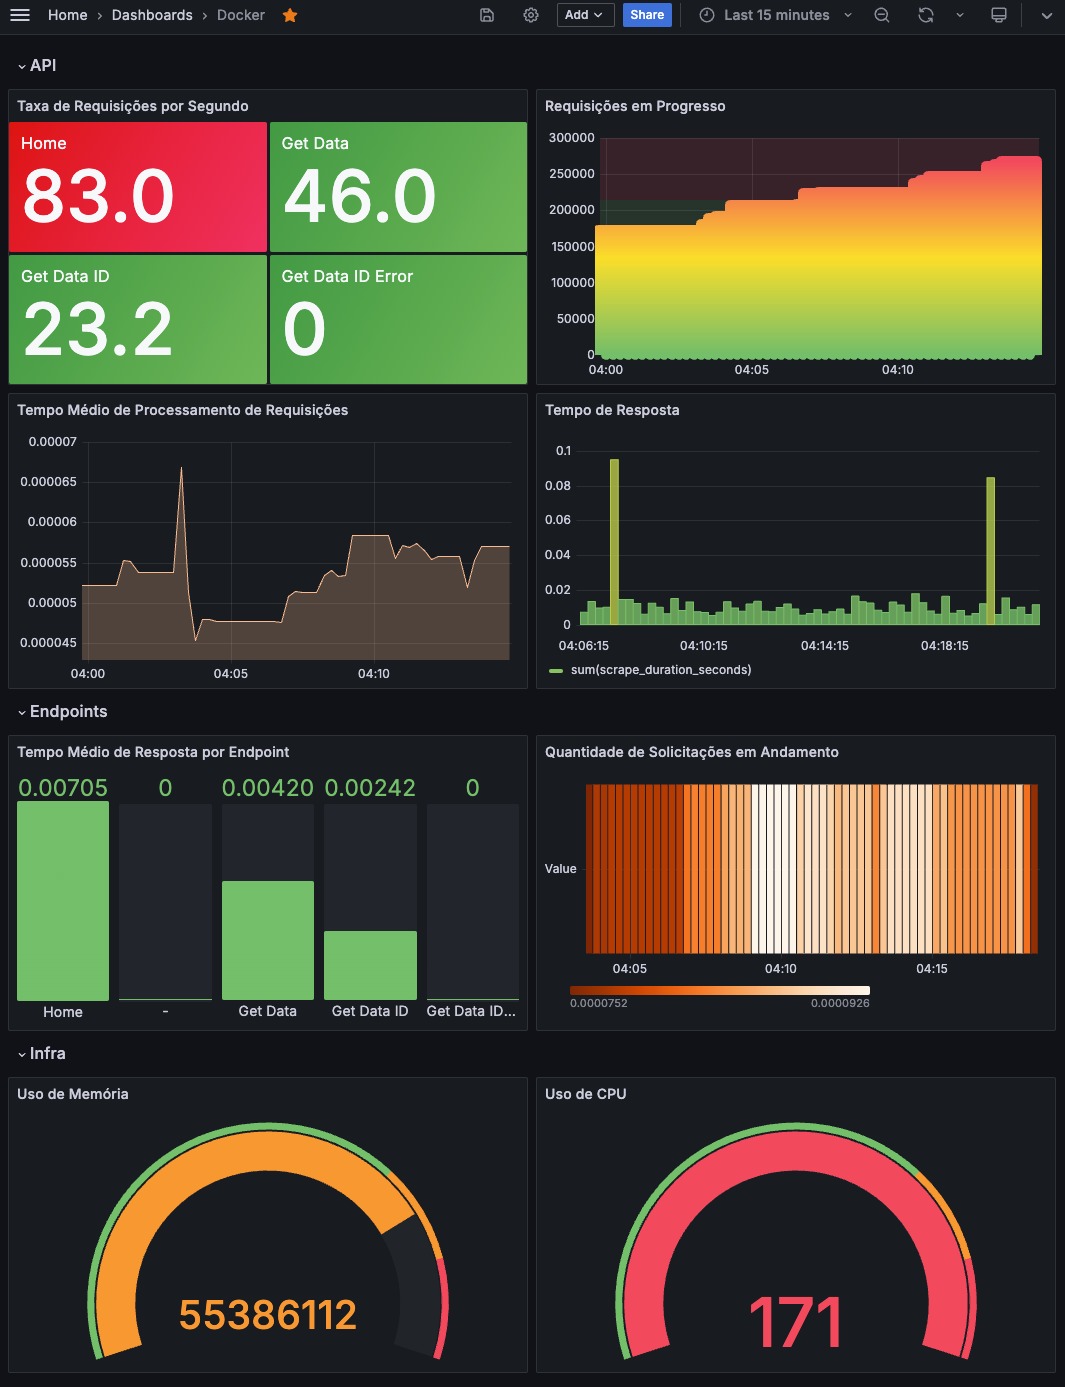 Home › Dashboards › Docker Add Share Last 15 minutes
API
Taxa de Requisições por Segundo
Home
83.0
Get Data
46.0
Get Data ID
23.2
Get Data ID Error
0
Requisições em Progresso
300000
250000
200000
150000
100000
50000
0
04:00 04:05 04:10
Tempo Médio de Processamento de Requisições
0.00007
0.000065
0.00006
0.000055
0.00005
0.000045
04:00 04:05 04:10
Tempo de Resposta
0.1
0.08
0.06
0.04
0.02
0
04:06:15 04:10:15 04:14:15 04:18:15
sum(scrape_duration_seconds)
Endpoints
Tempo Médio de Resposta por Endpoint
0.00705 0 0.00420 0.00242 0
Home - Get Data Get Data ID Get Data ID...
Quantidade de Solicitações em Andamento
Value
04:05 04:10 04:15
0.0000752 0.0000926
Infra
Uso de Memória
55386112
Uso de CPU
171